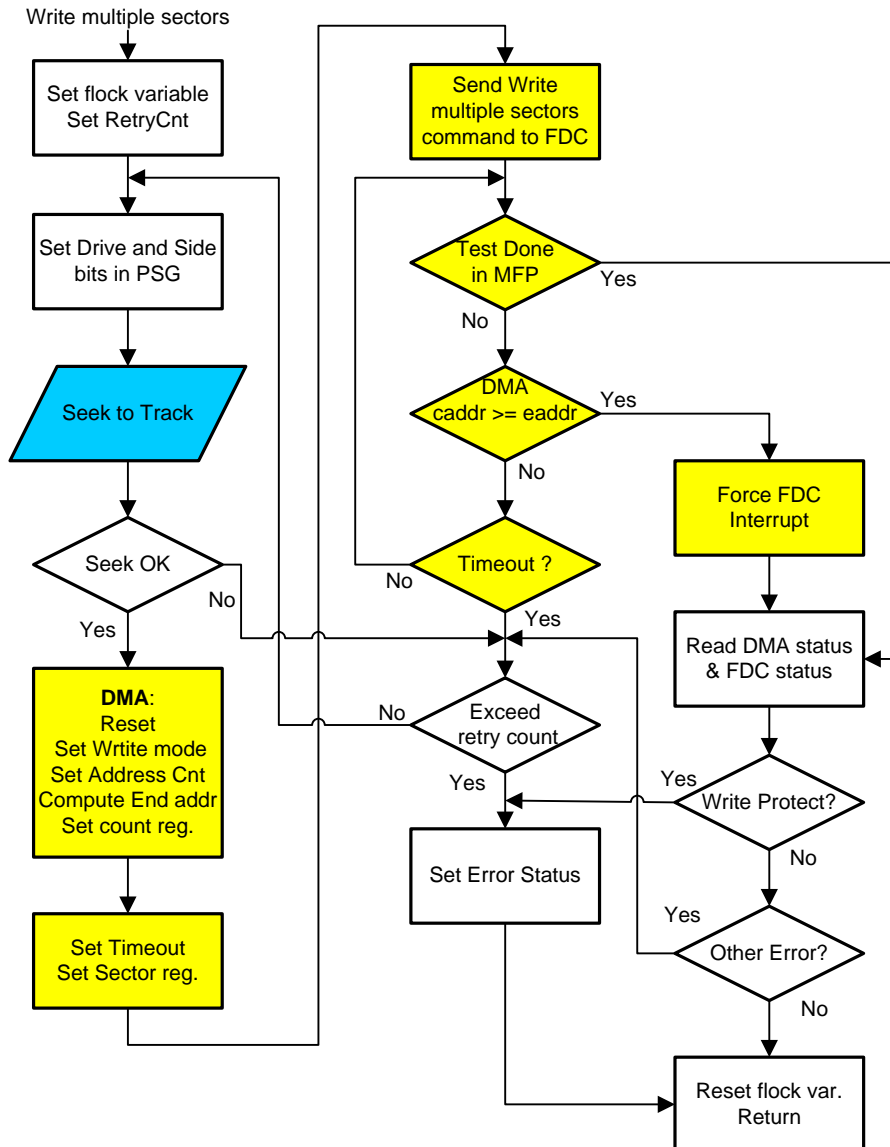 Write multiple sectors
Set flock variable
Set RetryCnt
Set Drive and Side
bits in PSG
Seek to Track
Seek OK
No
Yes
DMA:
Reset
Set Wrtite mode
Set Address Cnt
Compute End addr
Set count reg.
Set Timeout
Set Sector reg.
Send Write
multiple sectors
command to FDC
Test Done
in MFP
Yes
No
DMA
caddr >= eaddr
Yes
No
Timeout ?
No
Yes
Exceed
retry count
No
Yes
Set Error Status
Force FDC
Interrupt
Read DMA status
& FDC status
Write Protect?
Yes
No
Other Error?
Yes
No
Reset flock var.
Return